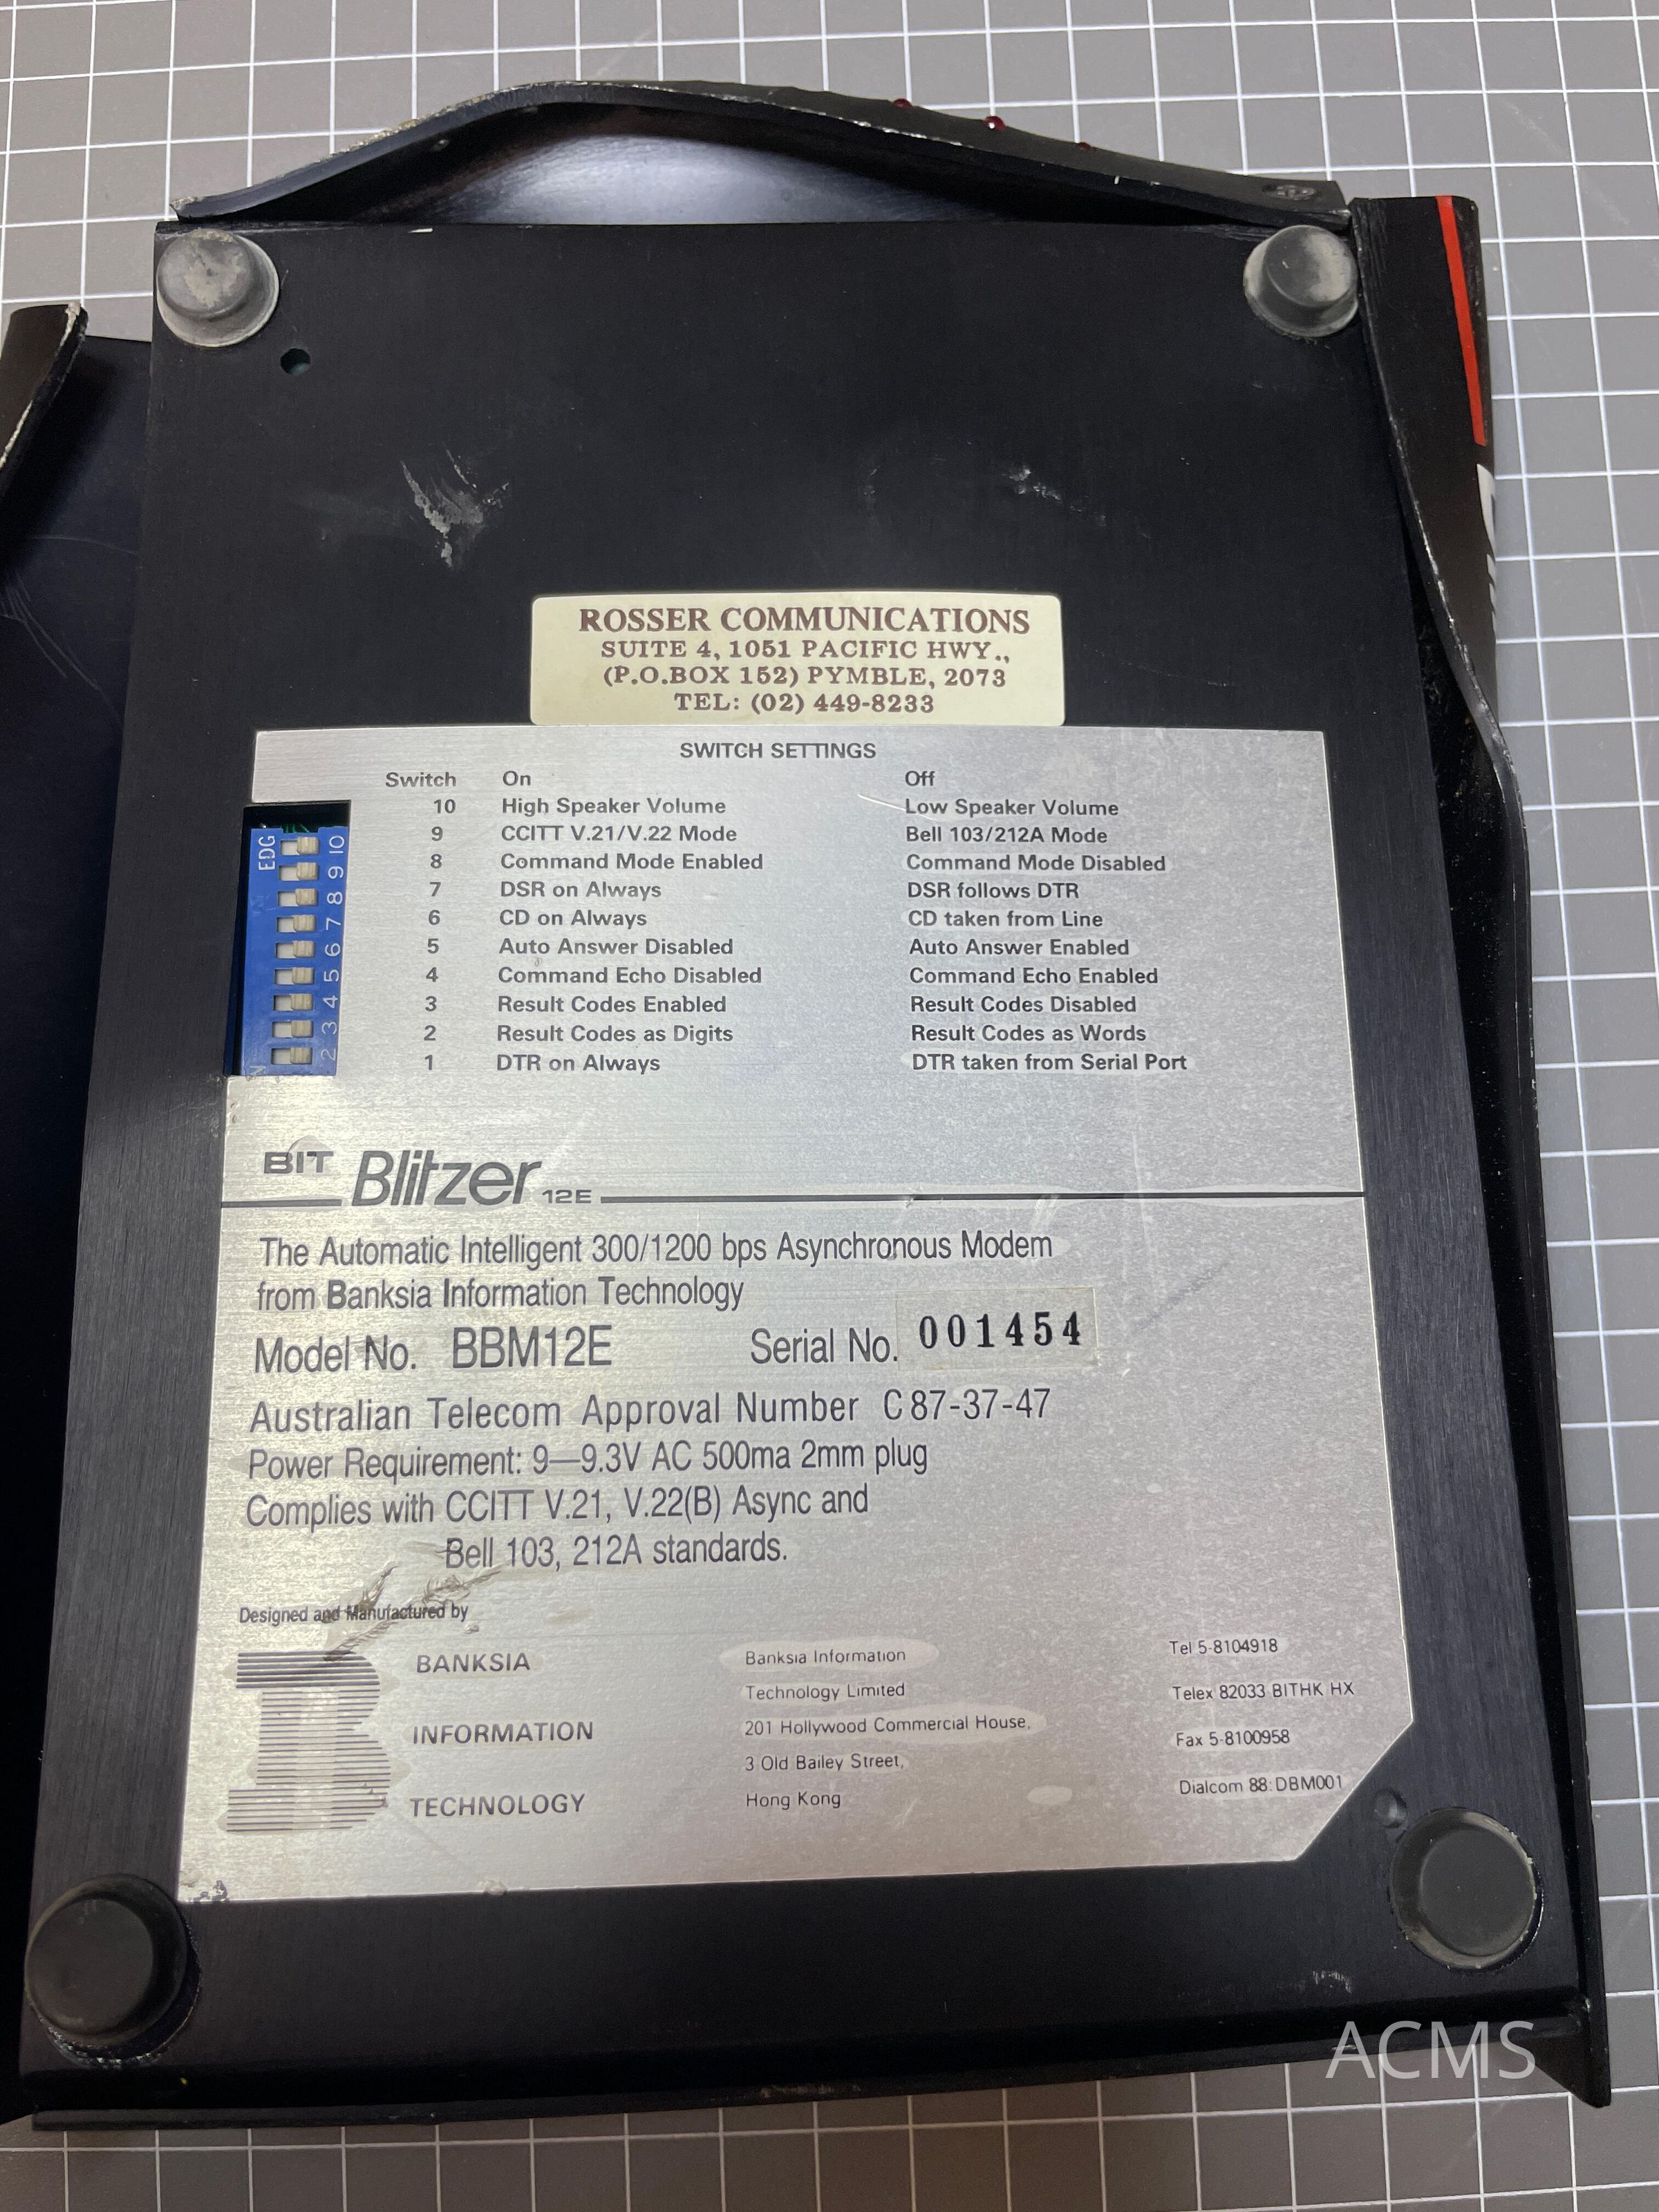 ROSSER COMMUNICATIONS
SUITE 4, 1051 PACIFIC HWY.,
(P.O.BOX 152) PYMBLE, 2073
TEL: (02) 449-8233
SWITCH SETTINGS
Switch On Off
10 High Speaker Volume Low Speaker Volume
9 CCITT V.21/V.22 Mode Bell 103/212A Mode
8 Command Mode Enabled Command Mode Disabled
7 DSR on Always DSR follows DTR
6 CD on Always CD taken from Line
5 Auto Answer Disabled Auto Answer Enabled
4 Command Echo Disabled Command Echo Enabled
3 Result Codes Enabled Result Codes Disabled
2 Result Codes as Digits Result Codes as Words
1 DTR on Always DTR taken from Serial Port
EDG
10
9
8
7
6
5
4
3
2
BIT Blitzer 12E
The Automatic Intelligent 300/1200 bps Asynchronous Modem
from Banksia Information Technology
Model No. BBM12E Serial No. 001454
Australian Telecom Approval Number C87-37-47
Power Requirement: 9—9.3V AC 500ma 2mm plug
Complies with CCITT V.21, V.22(B) Async and
Bell 103, 212A standards.
Designed and Manufactured by
BANKSIA
INFORMATION
TECHNOLOGY
Banksia Information
Technology Limited
201 Hollywood Commercial House,
3 Old Bailey Street,
Hong Kong
Tel 5-8104918
Telex 82033 BITHK HX
Fax 5-8100958
Dialcom 88:DBM001
ACMS